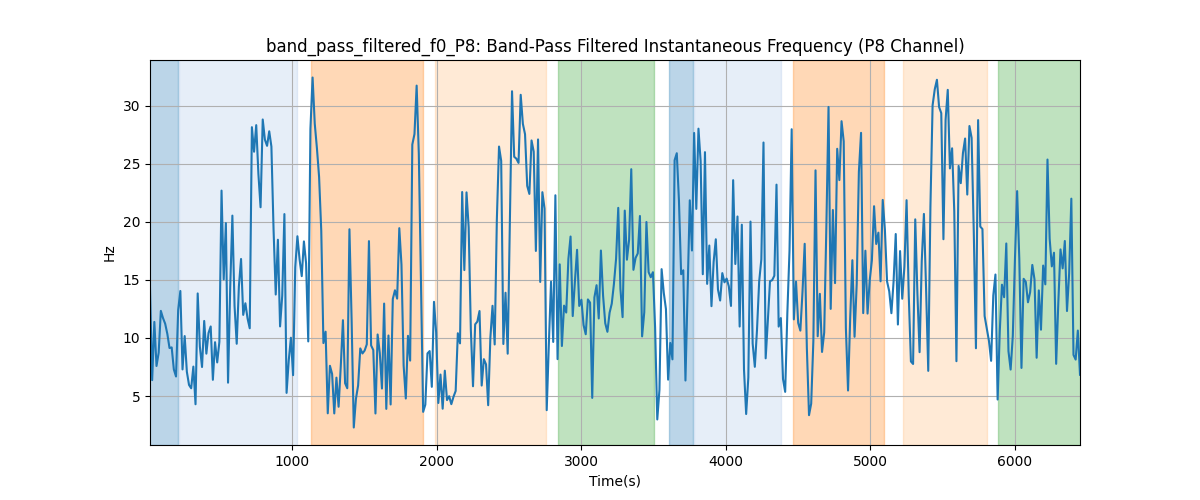 band_pass_filtered_f0_P8: Band-Pass Filtered Instantaneous Frequency (P8 Channel)
30
25
20
15
10
5
Hz
1000 2000 3000 4000 5000 6000
Time(s)